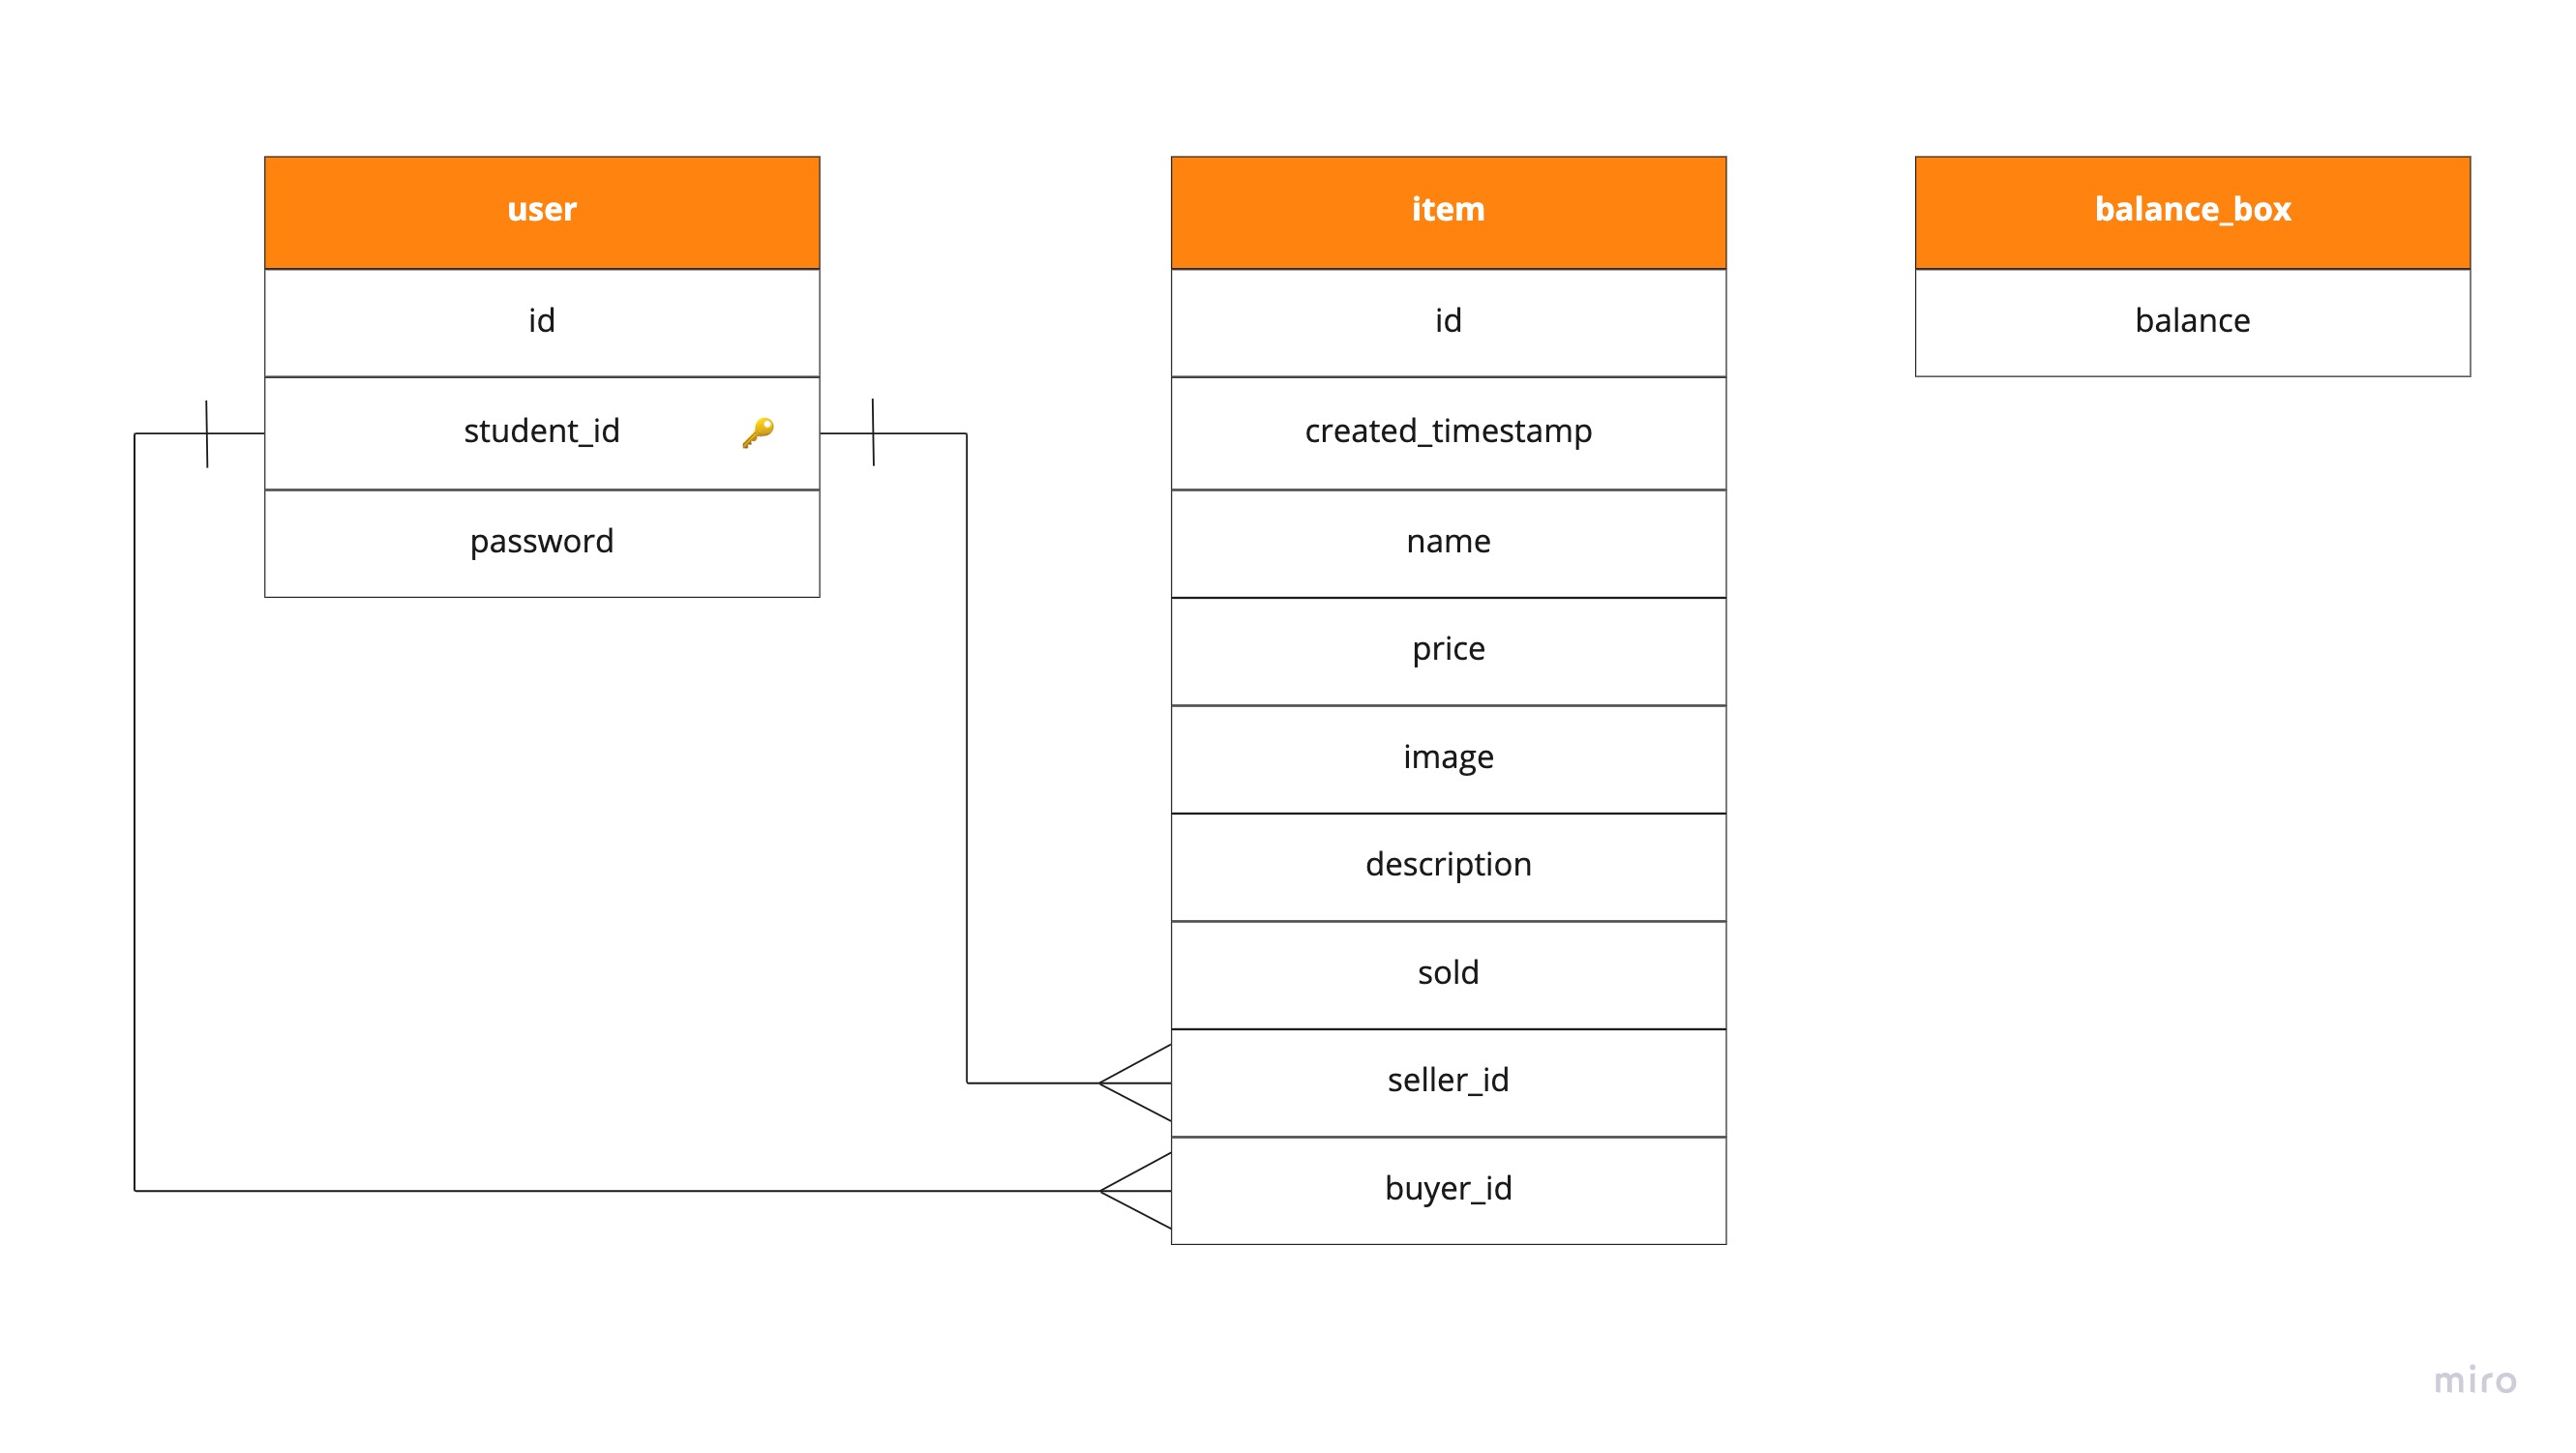 user
id
student_id
password
item
id
created_timestamp
name
price
image
description
sold
seller_id
buyer_id
balance_box
balance
miro